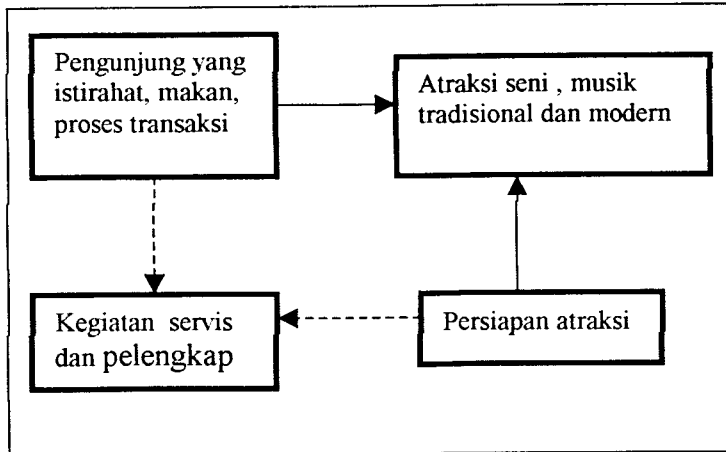 Pengunjung yang
istirahat, makan,
proses transaksi
Atraksi seni , musik
tradisional dan modern
Kegiatan servis
dan pelengkap
Persiapan atraksi